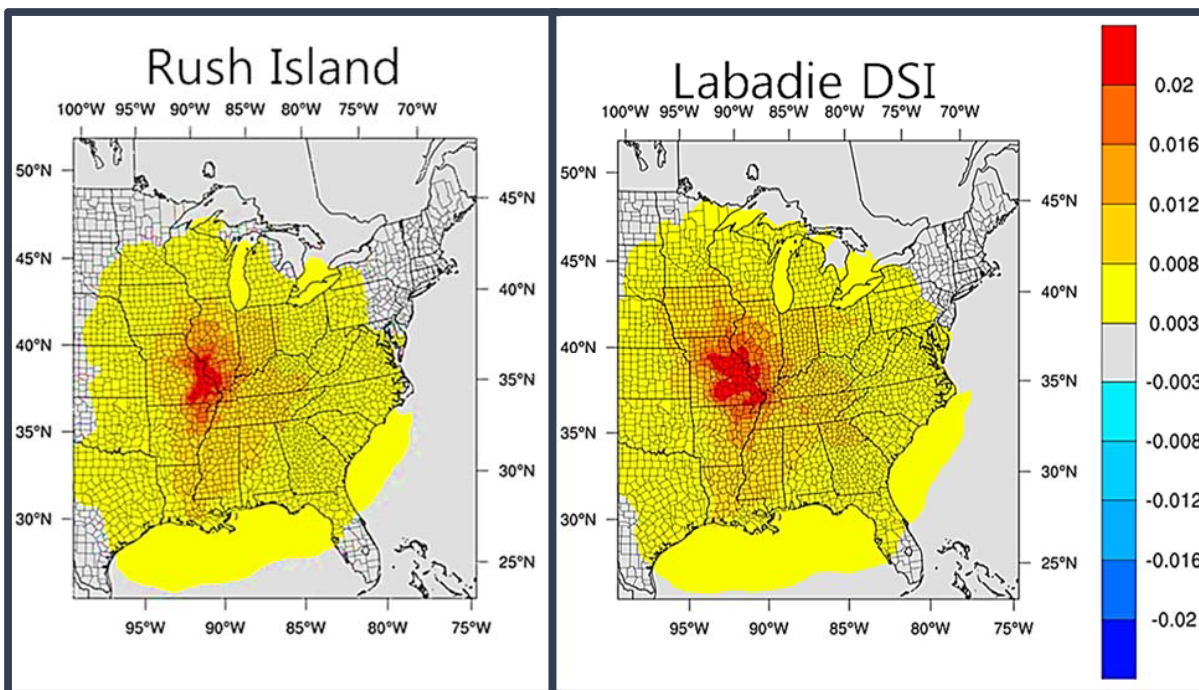 Rush Island
100°W 95°W 90°W 85°W 80°W 75°W 70°W
50°N
45°N
45°N
40°N
40°N
35°N
35°N
30°N
30°N
25°N
95°W 90°W 85°W 80°W 75°W
Labadie DSI
100°W 95°W 90°W 85°W 80°W 75°W 70°W
50°N
45°N
45°N
40°N
40°N
35°N
35°N
30°N
30°N
25°N
95°W 90°W 85°W 80°W 75°W
0.02
0.016
0.012
0.008
0.003
-0.003
-0.008
-0.012
-0.016
-0.02